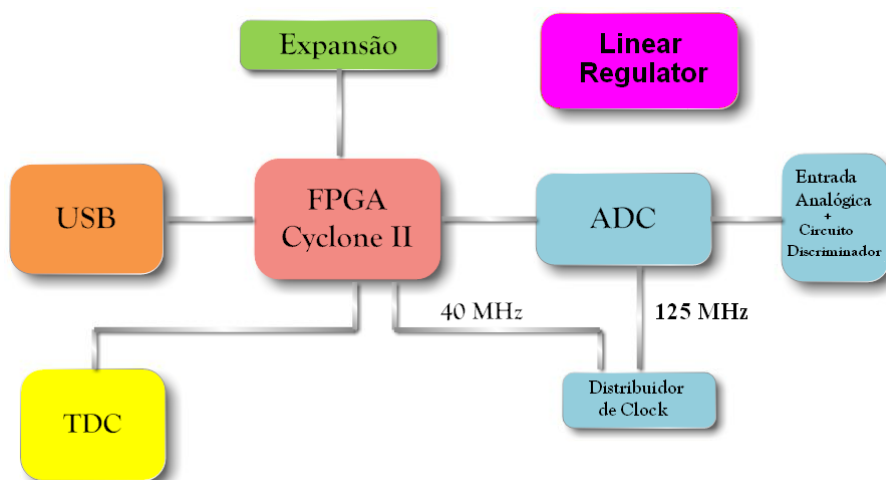 Expansão
Linear
Regulator
USB
FPGA
Cyclone II
ADC
Entrada
Analógica
+
Circuito
Discriminador
40 MHz
125 MHz
TDC
Distribuidor
de Clock